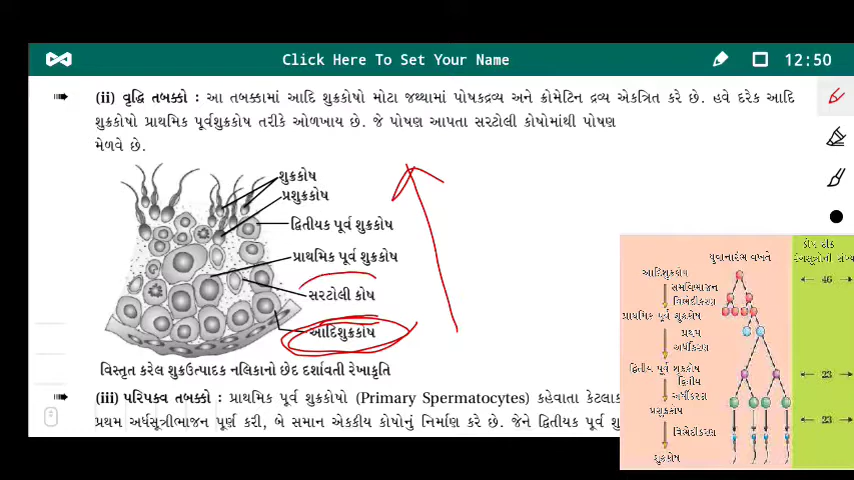 Click Here To Set Your Name
12:50
(ii) વૃદ્ધિ તબક્કો : આ તબક્કામાં આદિ શુક્રકોષો મોટા જથ્થામાં પોષકદ્રવ્ય અને ક્રોમેટિન દ્રવ્ય એકત્રિત કરે છે. હવે દરેક આદિ
શુક્રકોષો પ્રાથમિક પૂર્વશુક્રકોષ તરીકે ઓળખાય છે. જે પોષણ આપતા સરટોલી કોષોમાંથી પોષણ
મેળવે છે.
શુક્રકોષ
પ્રશુક્રકોષ
દ્વિતીયક પૂર્વ શુક્રકોષ
પ્રાથમિક પૂર્વ શુક્રકોષ
સરટોલી કોષ
આદિશુક્રકોષ
વિસ્તૃત કરેલ શુક્રઉત્પાદક નલિકાનો છેદ દર્શાવતી રેખાકૃતિ
(iii) પરિપક્વ તબક્કો : પ્રાથમિક પૂર્વ શુક્રકોષો (Primary Spermatocytes) કહેવાતા કેટલાક
પ્રથમ અર્ધસૂત્રીભાજન પૂર્ણ કરી, બે સમાન એકકીય કોષોનું નિર્માણ કરે છે. જેને દ્વિતીયક પૂર્વ શુ
યુવાનારંભ વખતે
કોષ દીઠ
આદિશુક્રકોષ
46
સમવિભાજન
વિભેદીકરણ
પ્રાથમિક પૂર્વ શુક્રકોષ
પ્રથમ
અર્ધીકરણ
દ્વિતીય પૂર્વ શુક્રકોષ
23
દ્વિતીય
અર્ધીકરણ
પ્રશુક્રકોષ
23
વિભેદીકરણ
શુક્રકોષ